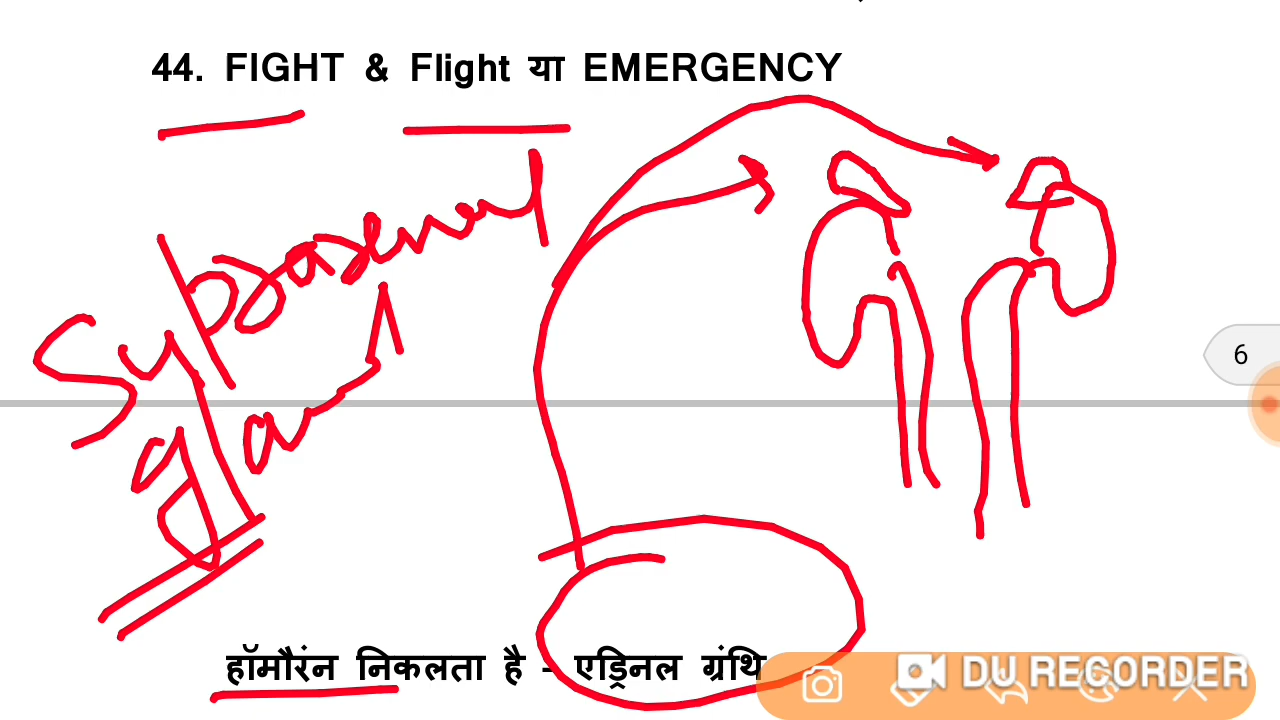 44. FIGHT & Flight या EMERGENCY
Suprarenal
gland
6
हॉमौरंन निकलता है - एड्रिनल ग्रंथि
DU RECORDER